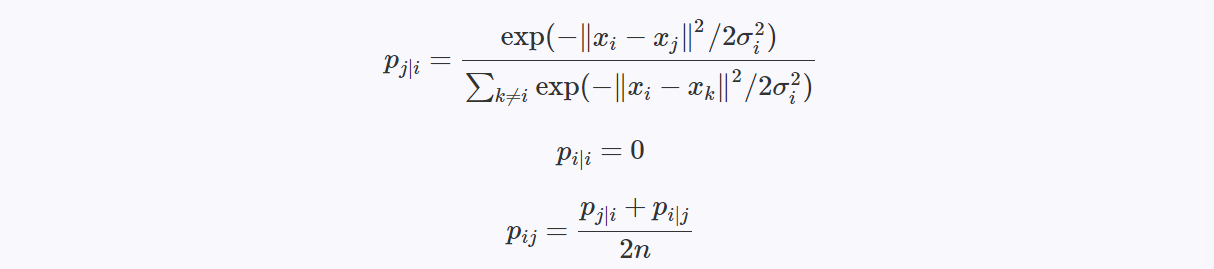 p_{j|i} = \frac{\exp(-\|x_i - x_j\|^2 / 2\sigma_i^2)}{\sum_{k \neq i} \exp(-\|x_i - x_k\|^2 / 2\sigma_i^2)}
p_{i|i} = 0
p_{ij} = \frac{p_{j|i} + p_{i|j}}{2n}